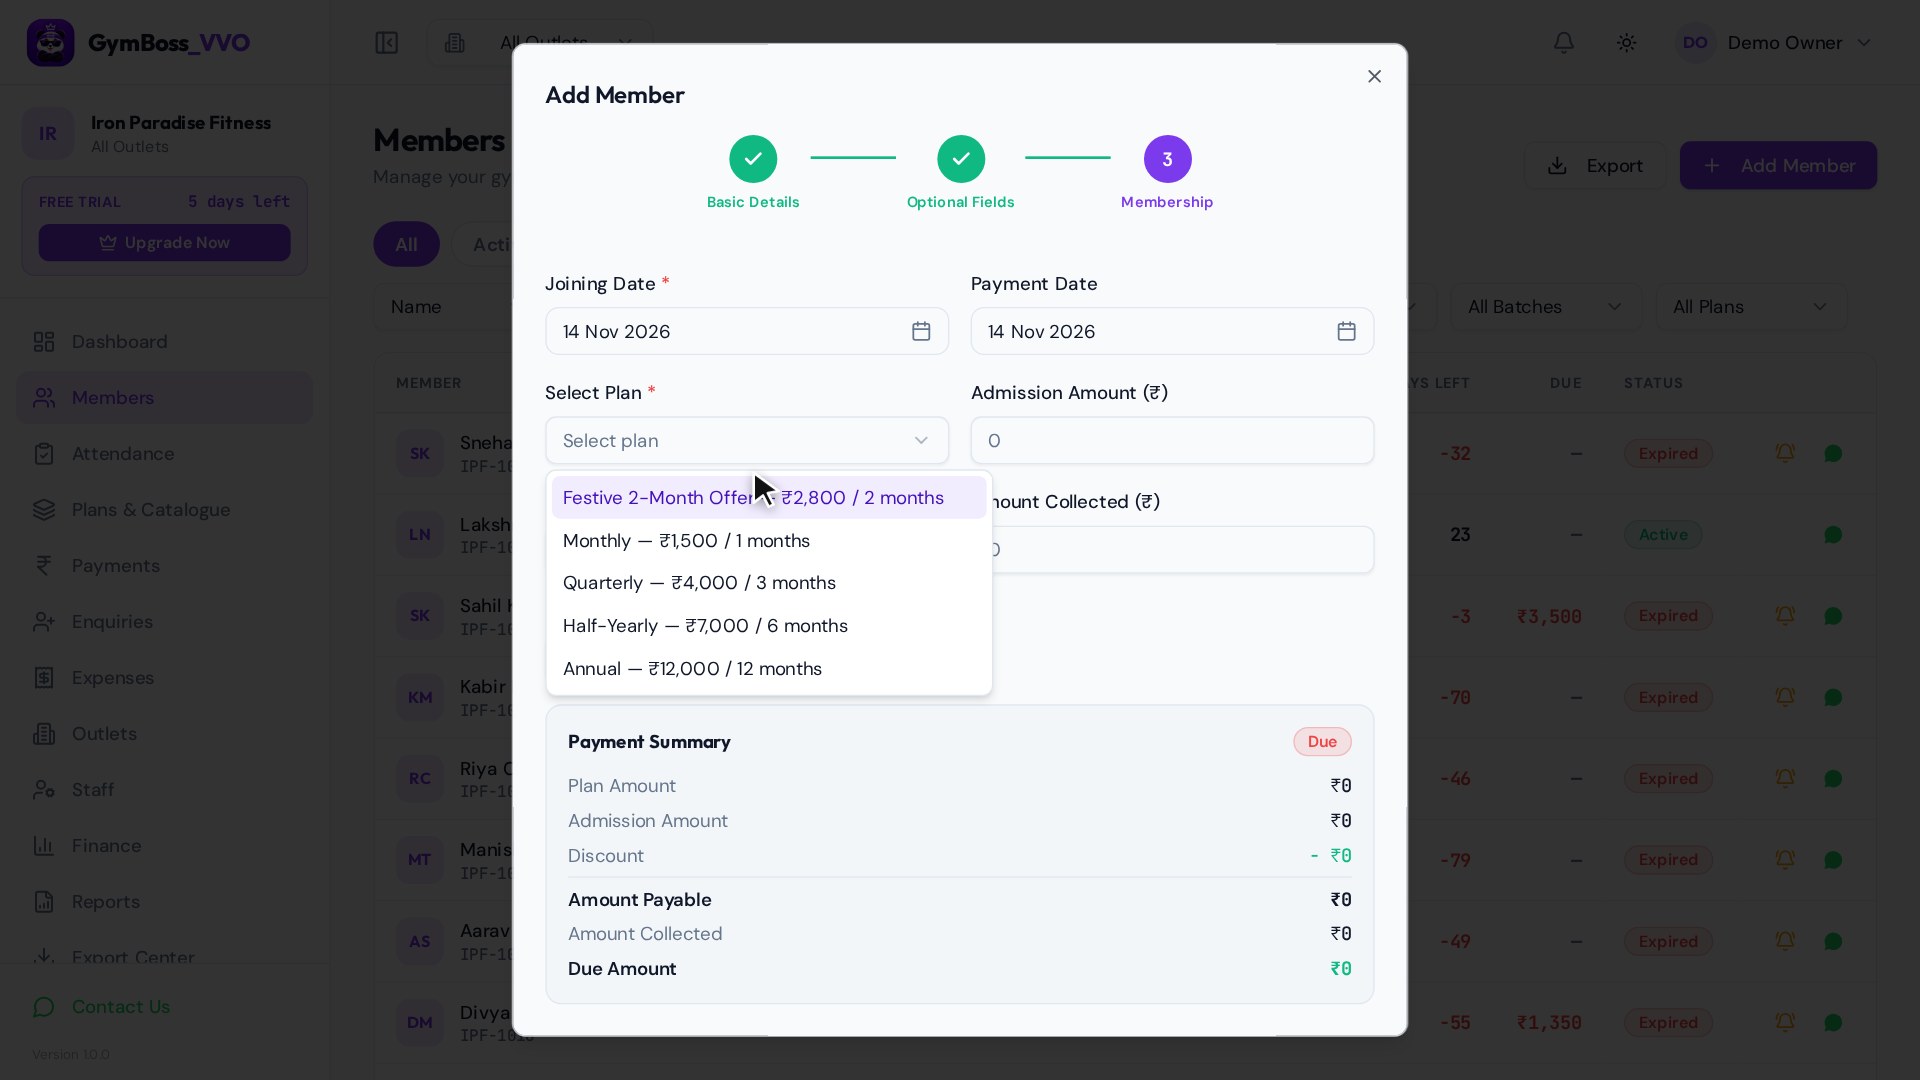 GymBoss_VVO
All Outlets
DO
Demo Owner
IR
Iron Paradise Fitness
All Outlets
FREE TRIAL
5 days left
Upgrade Now
Dashboard
Members
Attendance
Plans & Catalogue
Payments
Enquiries
Expenses
Outlets
Staff
Finance
Reports
Export Center
Contact Us
Version 1.0.0
Members
Manage your
Export
Add Member
All
Name
All Batches
All Plans
MEMBER
LEFT
DUE
STATUS
SK
Sneha
-32
—
Expired
LN
23
—
Active
SK
Sahil
-3
₹3,500
Expired
KM
Kabir
-70
—
Expired
RC
Riya
-46
—
Expired
MT
-79
—
Expired
AS
Aarav
-49
—
Expired
DM
Divya
-55
₹1,350
Expired
Add Member
3
Basic Details
Optional Fields
Membership
Joining Date *
Payment Date
14 Nov 2026
14 Nov 2026
Select Plan *
Admission Amount (₹)
Select plan
0
Festive 2-Month Offer — ₹2,800 / 2 months
Monthly — ₹1,500 / 1 months
Quarterly — ₹4,000 / 3 months
Half-Yearly — ₹7,000 / 6 months
Annual — ₹12,000 / 12 months
Collected (₹)
0
Payment Summary
Due
Plan Amount
₹0
Admission Amount
₹0
Discount
- ₹0
Amount Payable
₹0
Amount Collected
₹0
Due Amount
₹0